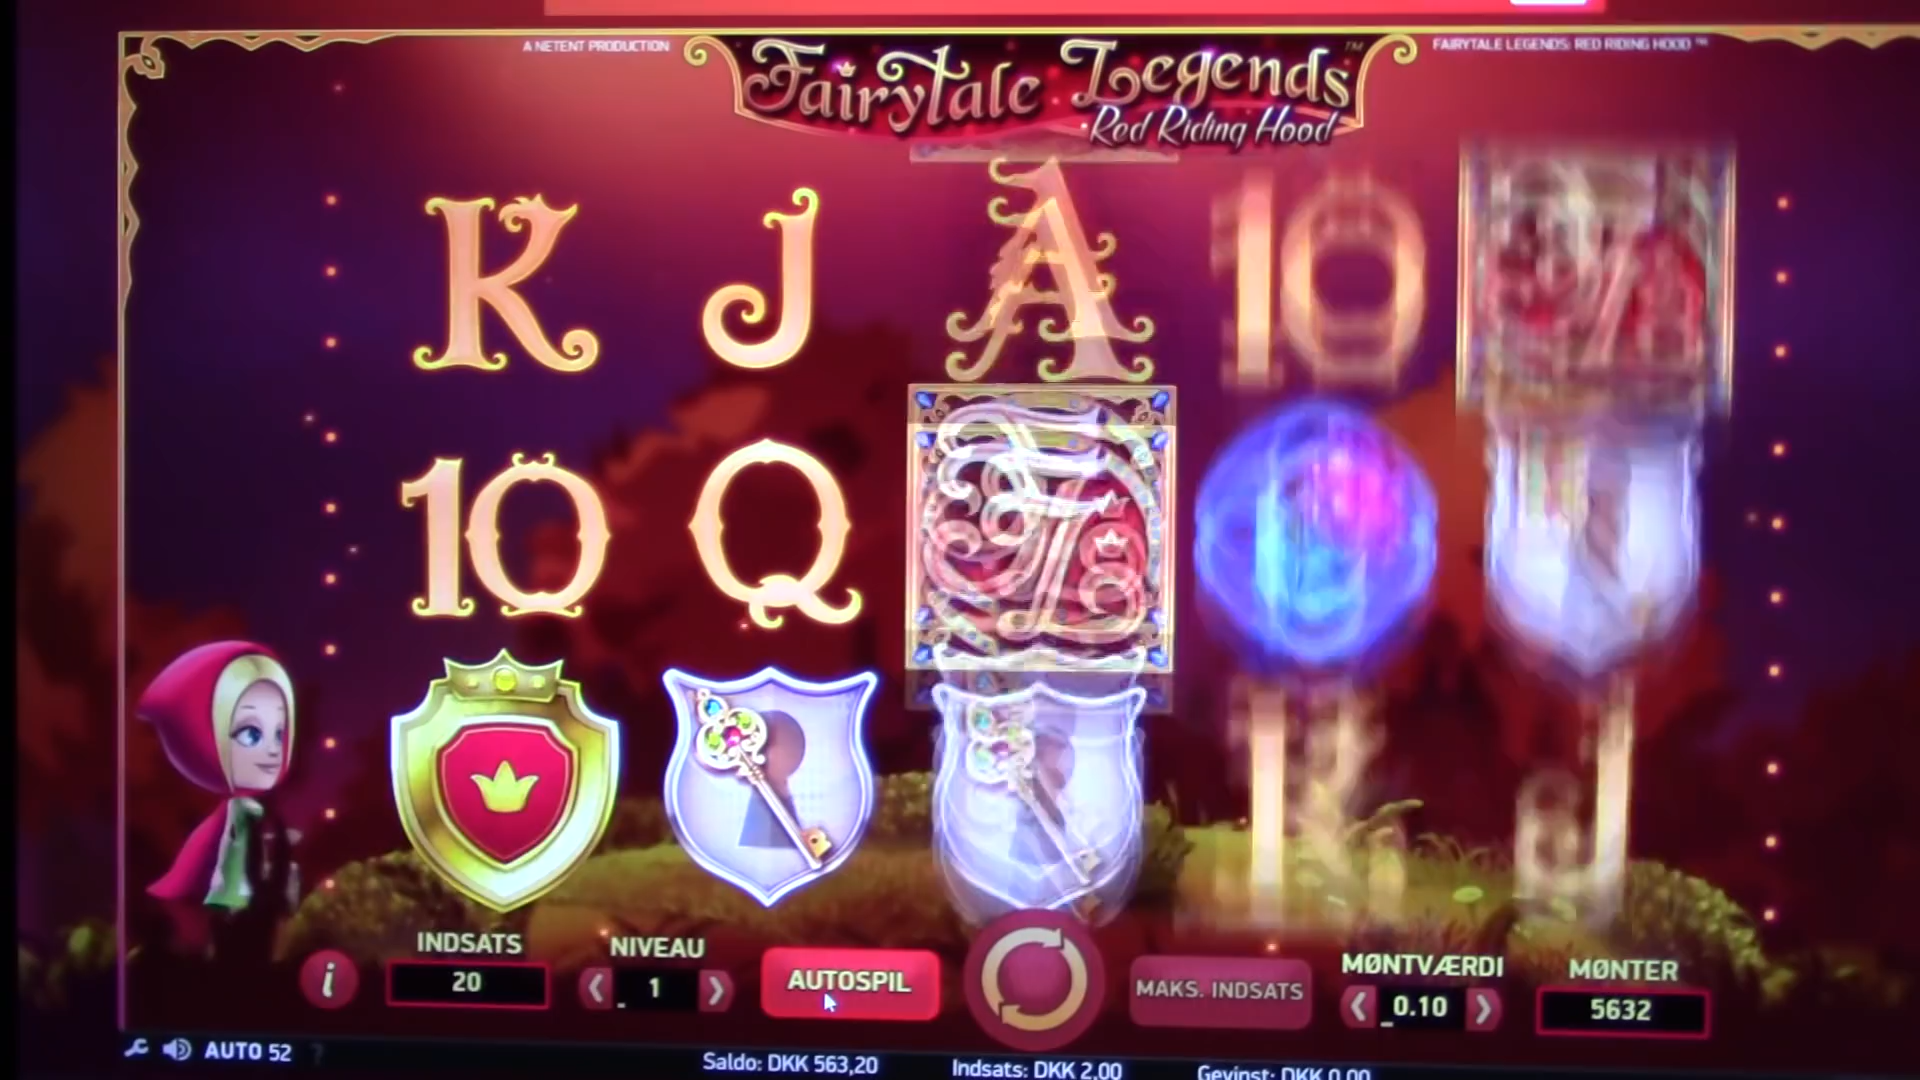 A NETENT PRODUCTION
Fairytale Legends™
Red Riding Hood
FAIRYTALE LEGENDS: RED RIDING HOOD ™
K J A 10
10 Q
K J
INDSATS
20
NIVEAU
1
AUTOSPIL
MAKS. INDSATS
MØNTVÆRDI
0.10
MØNTER
5632
AUTO 52
Saldo: DKK 563,20
Indsats: DKK 2,00
Gevinst: DKK 0,00